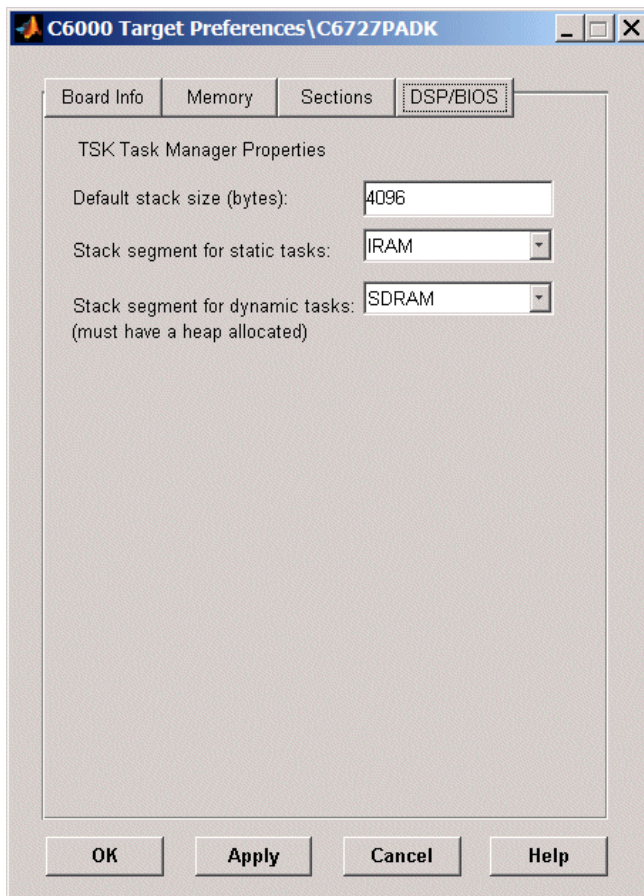 C6000 Target Preferences\C6727PADK
Board Info Memory Sections DSP/BIOS
TSK Task Manager Properties
Default stack size (bytes): 4096
Stack segment for static tasks: IRAM
Stack segment for dynamic tasks: SDRAM
(must have a heap allocated)
OK Apply Cancel Help